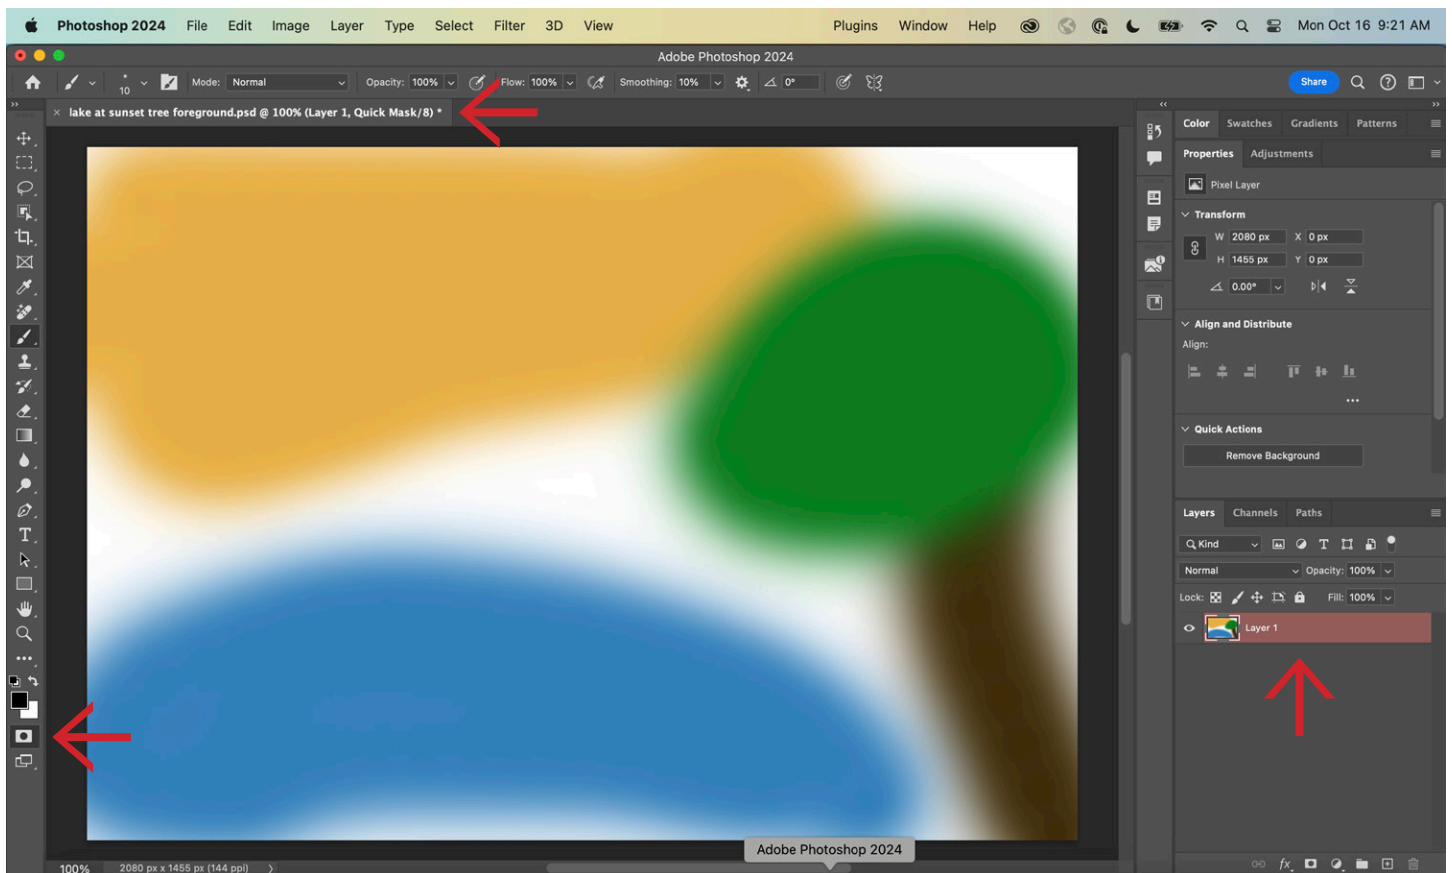 Photoshop 2024 File Edit Image Layer Type Select Filter 3D View Plugins Window Help Mon Oct 16 9:21 AM
Adobe Photoshop 2024
10 Mode: Normal Opacity: 100% Flow: 100% Smoothing: 10% 0° Share
× lake at sunset tree foreground.psd @ 100% (Layer 1, Quick Mask/8) *
Color Swatches Gradients Patterns
Properties Adjustments
Pixel Layer
Transform
W 2080 px X 0 px
H 1455 px Y 0 px
0.00°
Align and Distribute
Align:
Quick Actions
Remove Background
Layers Channels Paths
Kind
Normal Opacity: 100%
Lock: Fill: 100%
Layer 1
Adobe Photoshop 2024
100% 2080 px x 1455 px (144 ppi)
fx